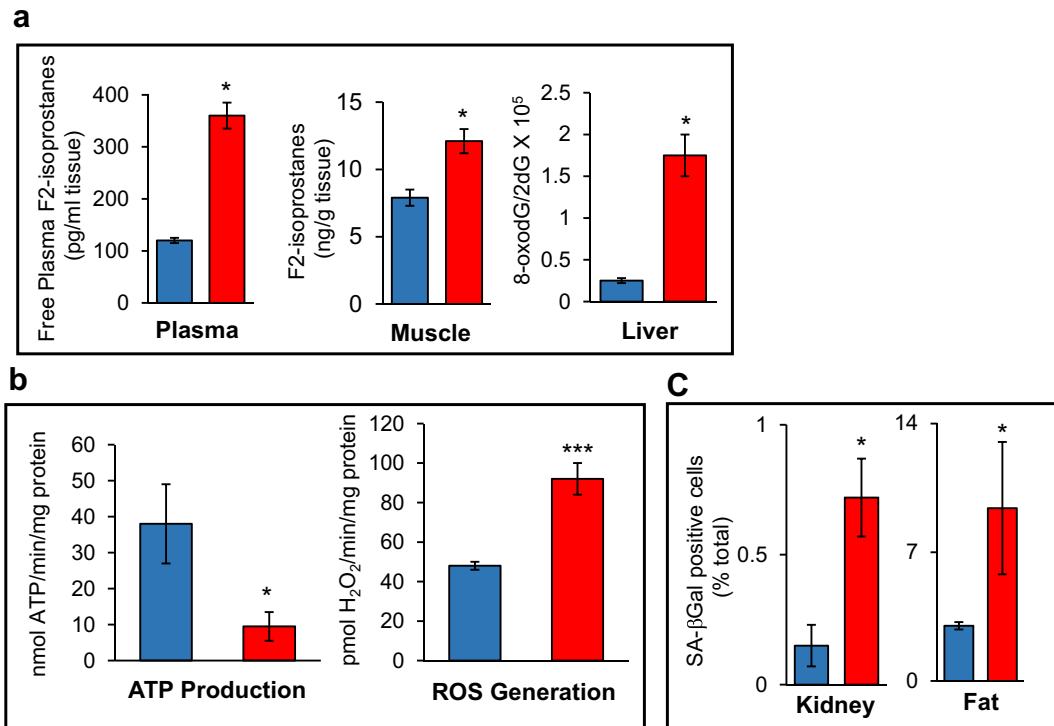 a
Free Plasma F2-isoprostanes
(pg/ml tissue)
400
300
200
100
0
*
Plasma
F2-isoprostanes
(ng/g tissue)
15
10
5
0
*
Muscle
8-oxodG/2dG X 10⁵
2.5
2
1.5
1
0.5
0
*
Liver
b
nmol ATP/min/mg protein
60
50
40
30
20
10
0
*
ATP Production
pmol H₂O₂/min/mg protein
120
100
80
60
40
20
0
***
ROS Generation
C
SA-βGal positive cells
(% total)
1
0.5
0
*
Kidney
14
7
0
*
Fat